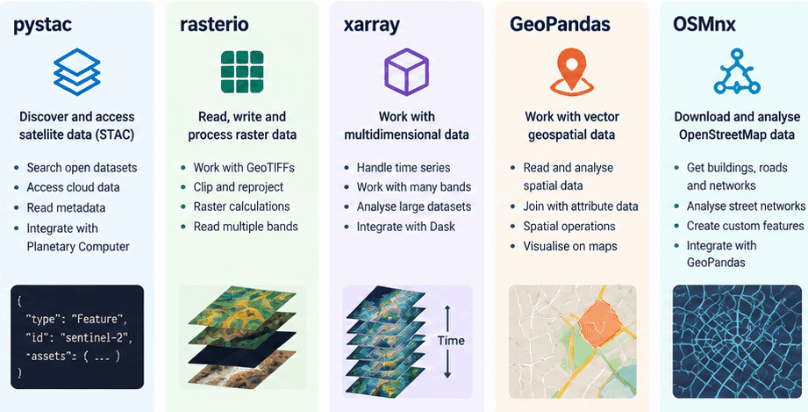 pystac
Discover and access
satellite data (STAC)
• Search open datasets
• Access cloud data
• Read metadata
• Integrate with
Planetary Computer
{
"type": "Feature",
"id": "sentinel-2",
"assets": { ... }
}
rasterio
Read, write and
process raster data
• Work with GeoTIFFs
• Clip and reproject
• Raster calculations
• Read multiple bands
xarray
Work with
multidimensional data
• Handle time series
• Work with many bands
• Analyse large datasets
• Integrate with Dask
Time
GeoPandas
Work with vector
geospatial data
• Read and analyse
spatial data
• Join with attribute data
• Spatial operations
• Visualise on maps
OSMnx
Download and analyse
OpenStreetMap data
• Get buildings, roads
and networks
• Analyse street networks
• Create custom features
• Integrate with
GeoPandas